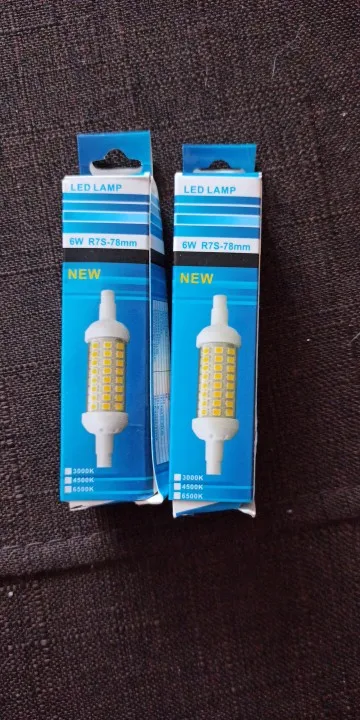 LED LAMP
6W R7S-78mm
NEW
3000K
4500K
6500K
LED LAMP
6W R7S-78mm
NEW
3000K
4500K
6500K